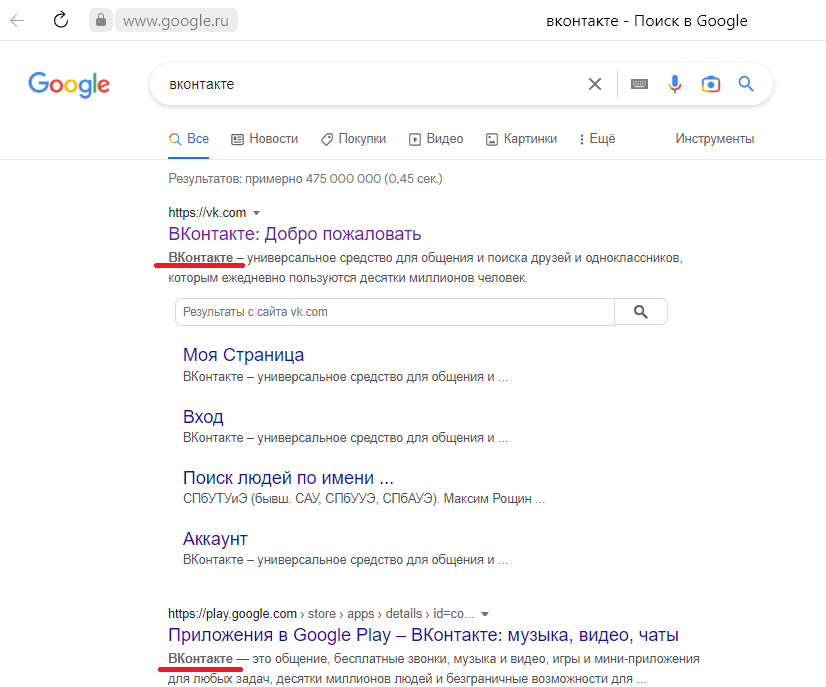 www.google.ru
вконтакте - Поиск в Google
Google
вконтакте
Все
Новости
Покупки
Видео
Картинки
Ещё
Инструменты
Результатов: примерно 475 000 000 (0,45 сек.)
https://vk.com
ВКонтакте: Добро пожаловать
ВКонтакте – универсальное средство для общения и поиска друзей и одноклассников,
которым ежедневно пользуются десятки миллионов человек.
Результаты с сайта vk.com
Моя Страница
ВКонтакте – универсальное средство для общения и ...
Вход
ВКонтакте – универсальное средство для общения и ...
Поиск людей по имени ...
СПбУТУиЭ (бывш. САУ, СПбУУЭ, СПбАУЭ). Максим Рощин ...
Аккаунт
ВКонтакте – универсальное средство для общения и ...
https://play.google.com › store › apps › details › id=co...
Приложения в Google Play – ВКонтакте: музыка, видео, чаты
ВКонтакте — это общение, бесплатные звонки, музыка и видео, игры и мини-приложения
для любых задач, десятки миллионов людей и безграничные возможности для ...